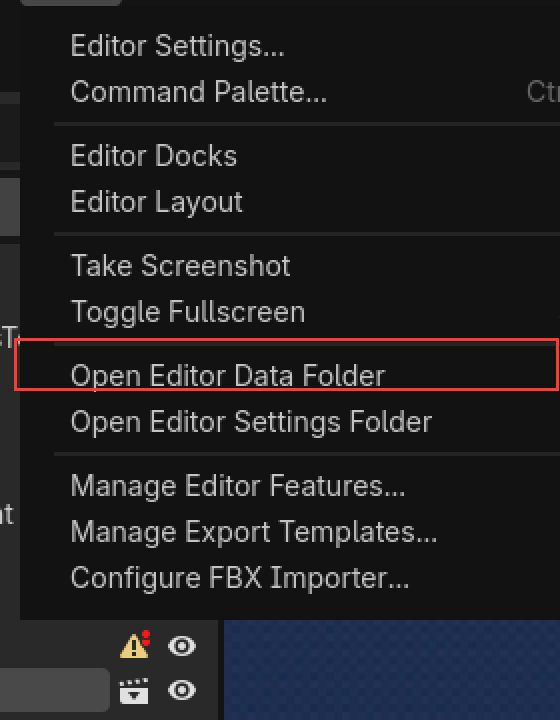 Editor Settings...
Command Palette...
Editor Docks
Editor Layout
Take Screenshot
Toggle Fullscreen
Open Editor Data Folder
Open Editor Settings Folder
Manage Editor Features...
Manage Export Templates...
Configure FBX Importer...